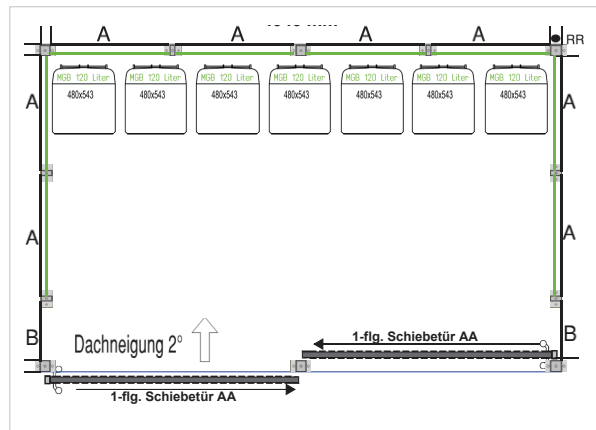 A A A A
RR
MGB 120 Liter MGB 120 Liter MGB 120 Liter MGB 120 Liter MGB 120 Liter MGB 120 Liter MGB 120 Liter
480x543 480x543 480x543 480x543 480x543 480x543 480x543
A A
A A
B Dachneigung 2° 1-flg. Schiebetür AA B
1-flg. Schiebetür AA